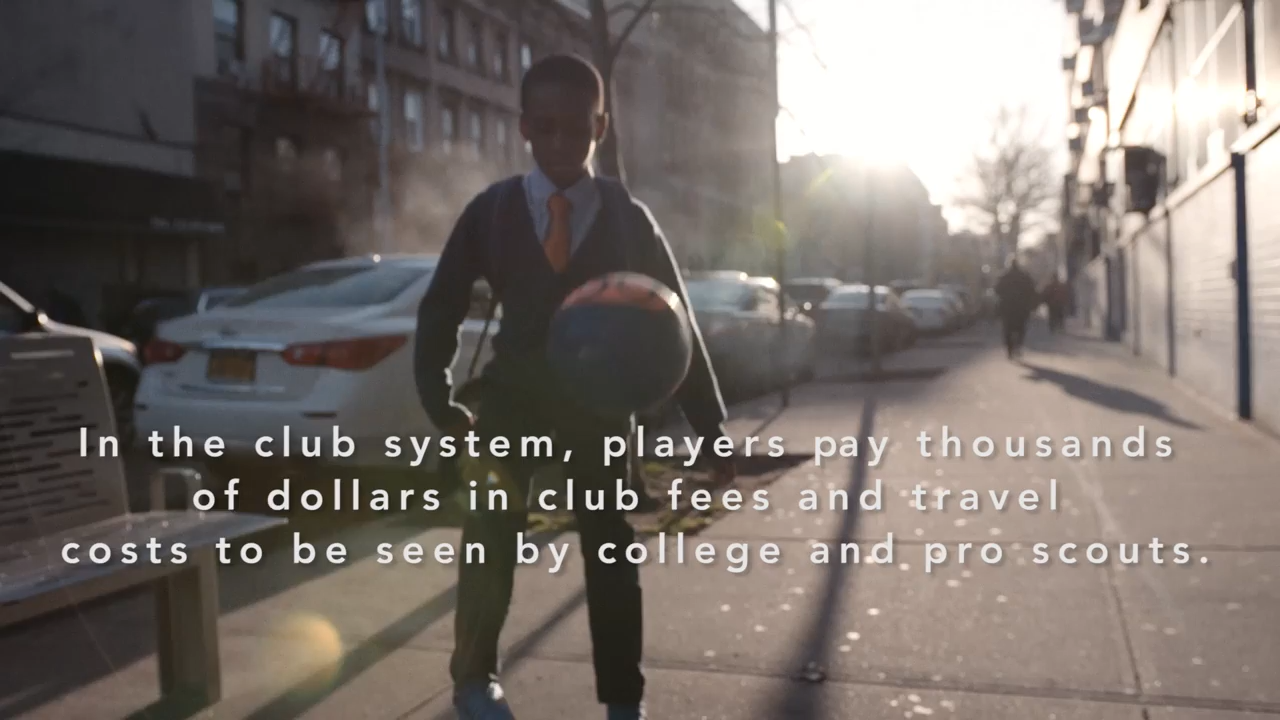 In the club system, players pay thousands
of dollars in club fees and travel
costs to be seen by college and pro scouts.